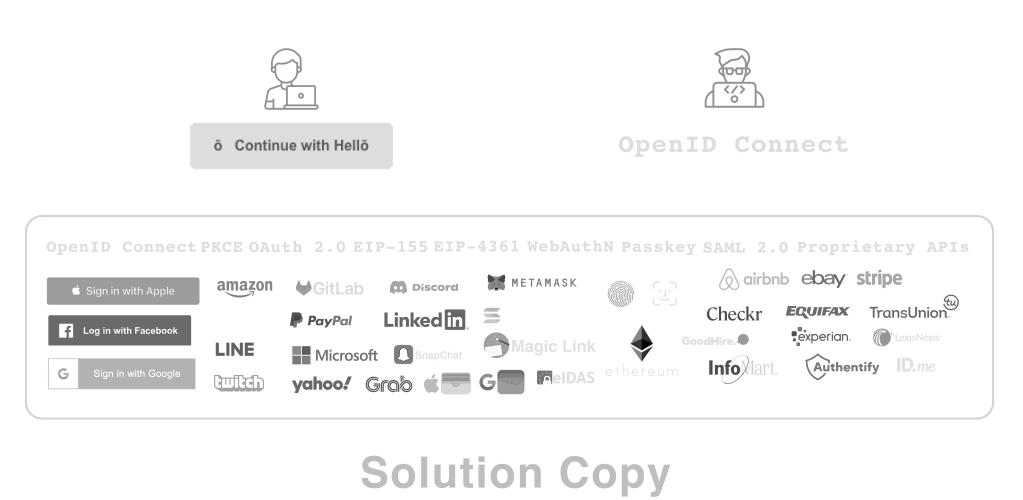 ō Continue with Hellō
OpenID Connect
OpenID Connect PKCE OAuth 2.0 EIP-155 EIP-4361 WebAuthN Passkey SAML 2.0 Proprietary APIs
Sign in with Apple
amazon
GitLab
Discord
METAMASK
airbnb
ebay
stripe
Log in with Facebook
PayPal
LinkedIn
Checkr
EQUIFAX
TransUnion
tu
LINE
Microsoft
SnapChat
Magic Link
GoodHire
experian.
LexisNexis
G Sign in with Google
twitch
yahoo!
Grab
G
eIDAS
ethereum
InfoMart
Authentify
ID.me
Solution Copy